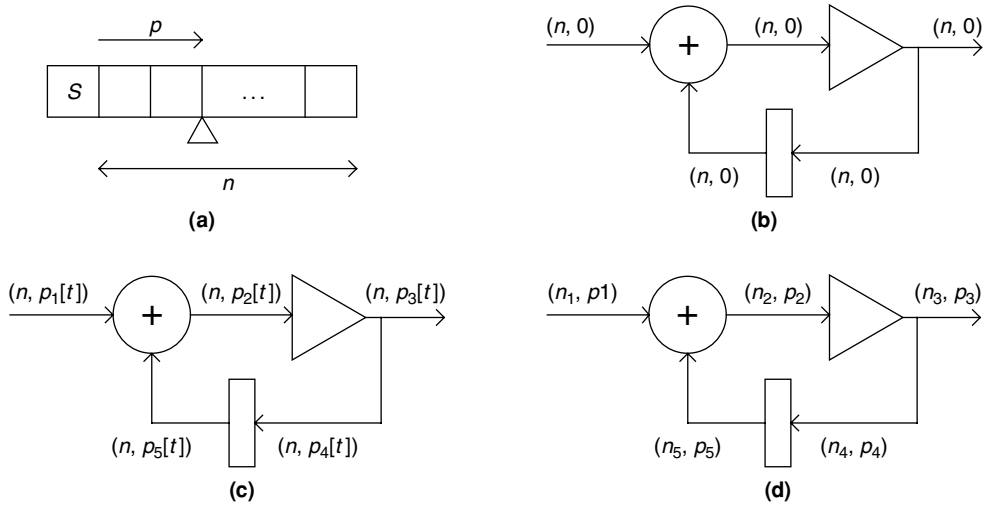 p
S
...
n
(a)
(n, 0)
+
(n, 0)
(n, 0)
(n, 0)
(n, 0)
(b)
(n, p₁[t])
+
(n, p₂[t])
(n, p₃[t])
(n, p₅[t])
(n, p₄[t])
(c)
(n₁, p1)
+
(n₂, p₂)
(n₃, p₃)
(n₅, p₅)
(n₄, p₄)
(d)